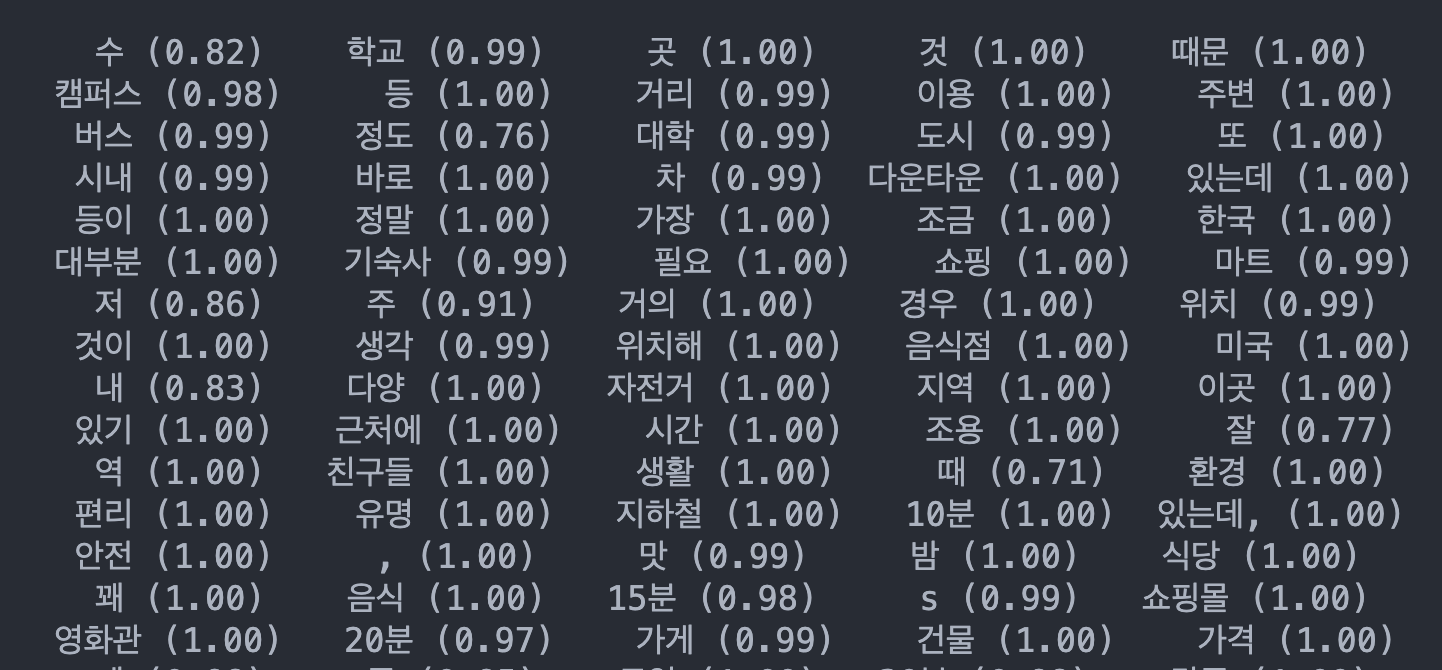 수 (0.82) 학교 (0.99) 곳 (1.00) 것 (1.00) 때문 (1.00)
캠퍼스 (0.98) 등 (1.00) 거리 (0.99) 이용 (1.00) 주변 (1.00)
버스 (0.99) 정도 (0.76) 대학 (0.99) 도시 (0.99) 또 (1.00)
시내 (0.99) 바로 (1.00) 차 (0.99) 다운타운 (1.00) 있는데 (1.00)
등이 (1.00) 정말 (1.00) 가장 (1.00) 조금 (1.00) 한국 (1.00)
대부분 (1.00) 기숙사 (0.99) 필요 (1.00) 쇼핑 (1.00) 마트 (0.99)
저 (0.86) 주 (0.91) 거의 (1.00) 경우 (1.00) 위치 (0.99)
것이 (1.00) 생각 (0.99) 위치해 (1.00) 음식점 (1.00) 미국 (1.00)
내 (0.83) 다양 (1.00) 자전거 (1.00) 지역 (1.00) 이곳 (1.00)
있기 (1.00) 근처에 (1.00) 시간 (1.00) 조용 (1.00) 잘 (0.77)
역 (1.00) 친구들 (1.00) 생활 (1.00) 때 (0.71) 환경 (1.00)
편리 (1.00) 유명 (1.00) 지하철 (1.00) 10분 (1.00) 있는데, (1.00)
안전 (1.00) , (1.00) 맛 (0.99) 밤 (1.00) 식당 (1.00)
꽤 (1.00) 음식 (1.00) 15분 (0.98) s (0.99) 쇼핑몰 (1.00)
영화관 (1.00) 20분 (0.97) 가게 (0.99) 건물 (1.00) 가격 (1.00)